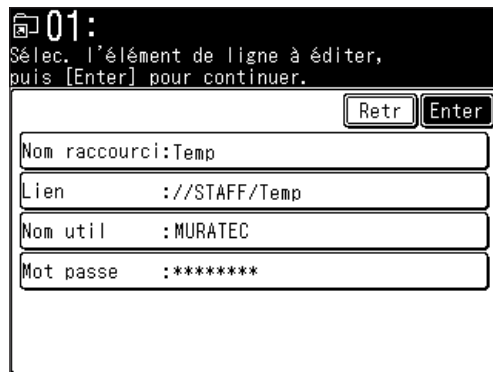 01:
Sélec. l'élément de ligne à éditer,
puis [Enter] pour continuer.
Retr Enter
Nom raccourci:Temp
Lien ://STAFF/Temp
Nom util :MURATEC
Mot passe :********